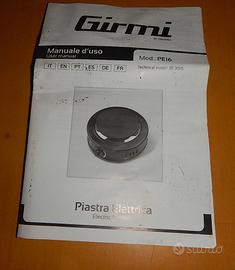 Girmi
Manuale d'uso
User manual
IT EN PT ES DE FR
Mod.: PE16
Piastra Elettrica
Electric
subito